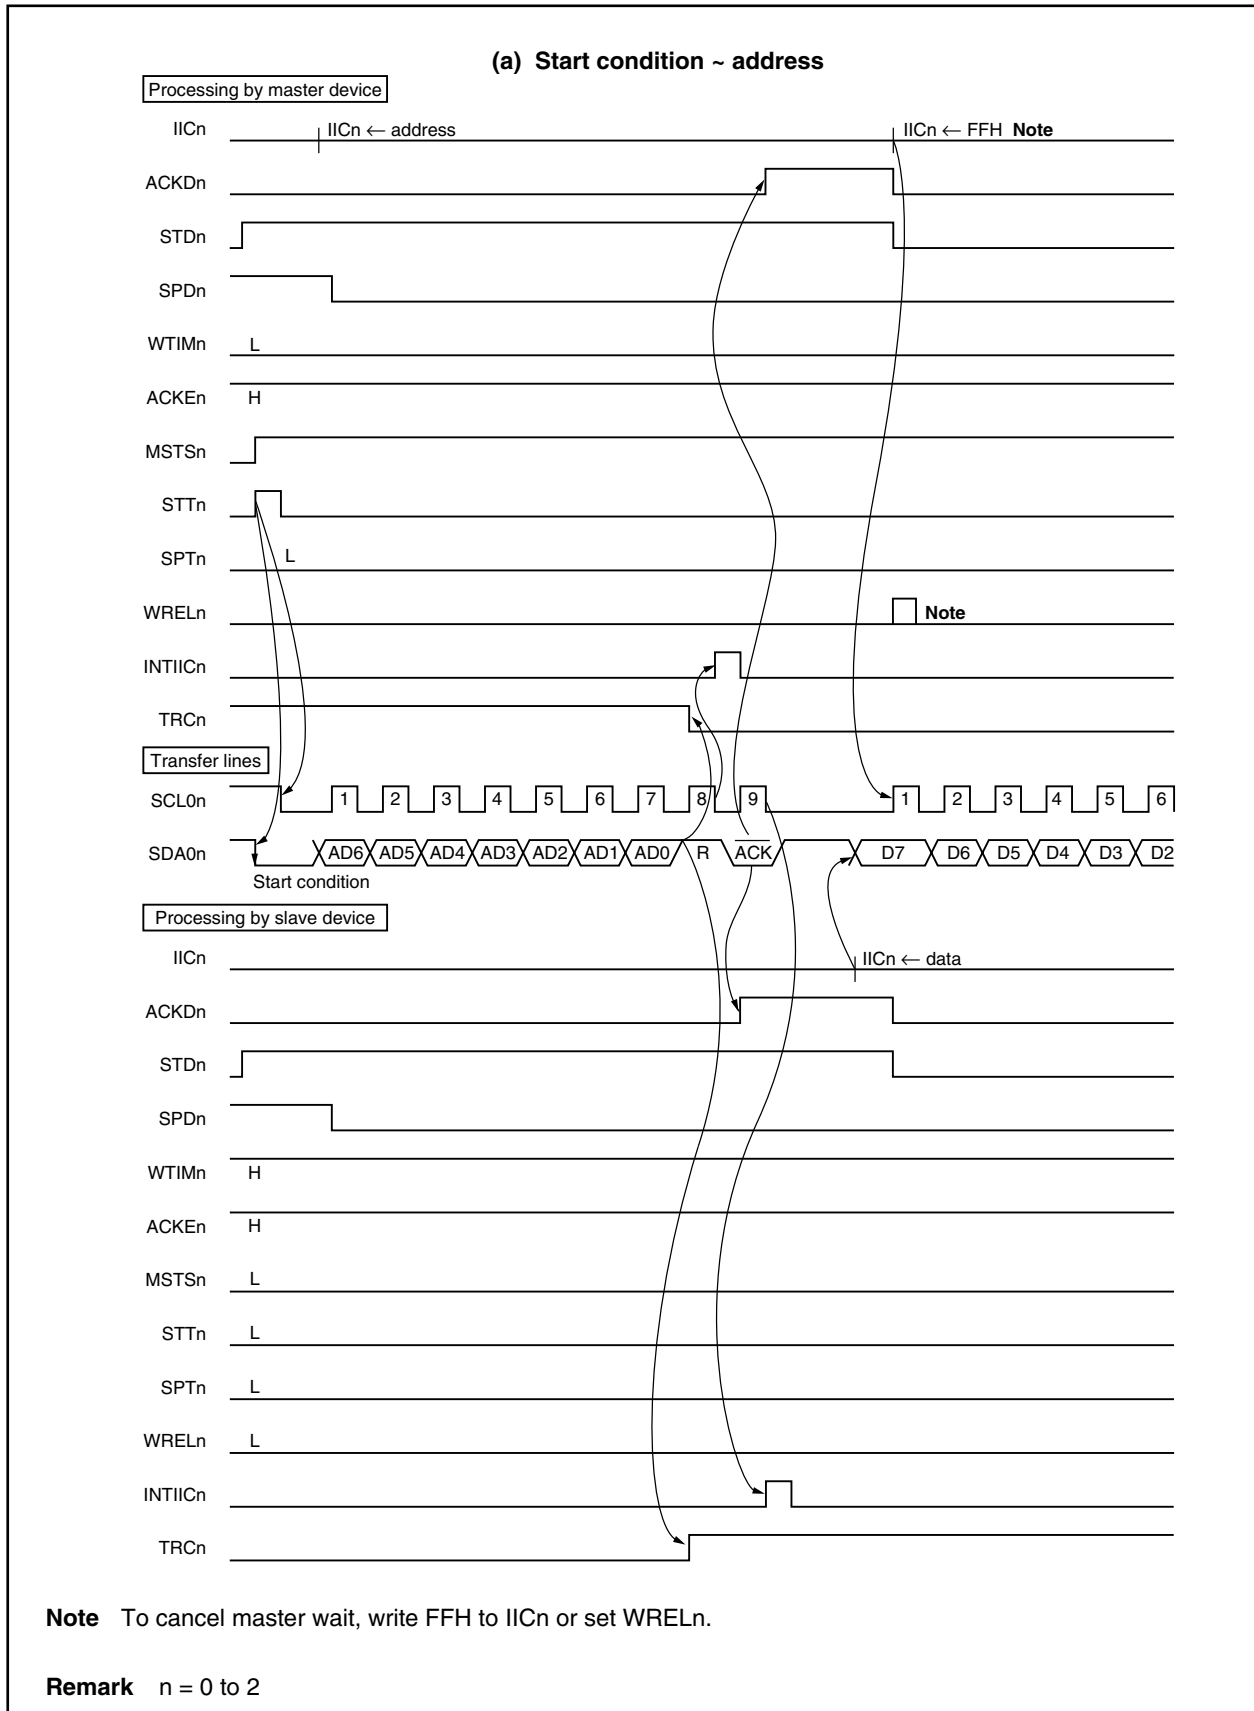 (a) Start condition ~ address
Processing by master device
IICn IICn ← address IICn ← FFH Note
ACKDn
STDn
SPDn
WTIMn L
ACKEn H
MSTSn
STTn
SPTn L
WRELn Note
INTIICn
TRCn
Transfer lines
SCL0n 1 2 3 4 5 6 7 8 9 1 2 3 4 5 6
SDA0n AD6 AD5 AD4 AD3 AD2 AD1 AD0 R ACK D7 D6 D5 D4 D3 D2
Start condition
Processing by slave device
IICn IICn ← data
ACKDn
STDn
SPDn
WTIMn H
ACKEn H
MSTSn L
STTn L
SPTn L
WRELn L
INTIICn
TRCn
Note To cancel master wait, write FFH to IICn or set WRELn.
Remark n = 0 to 2